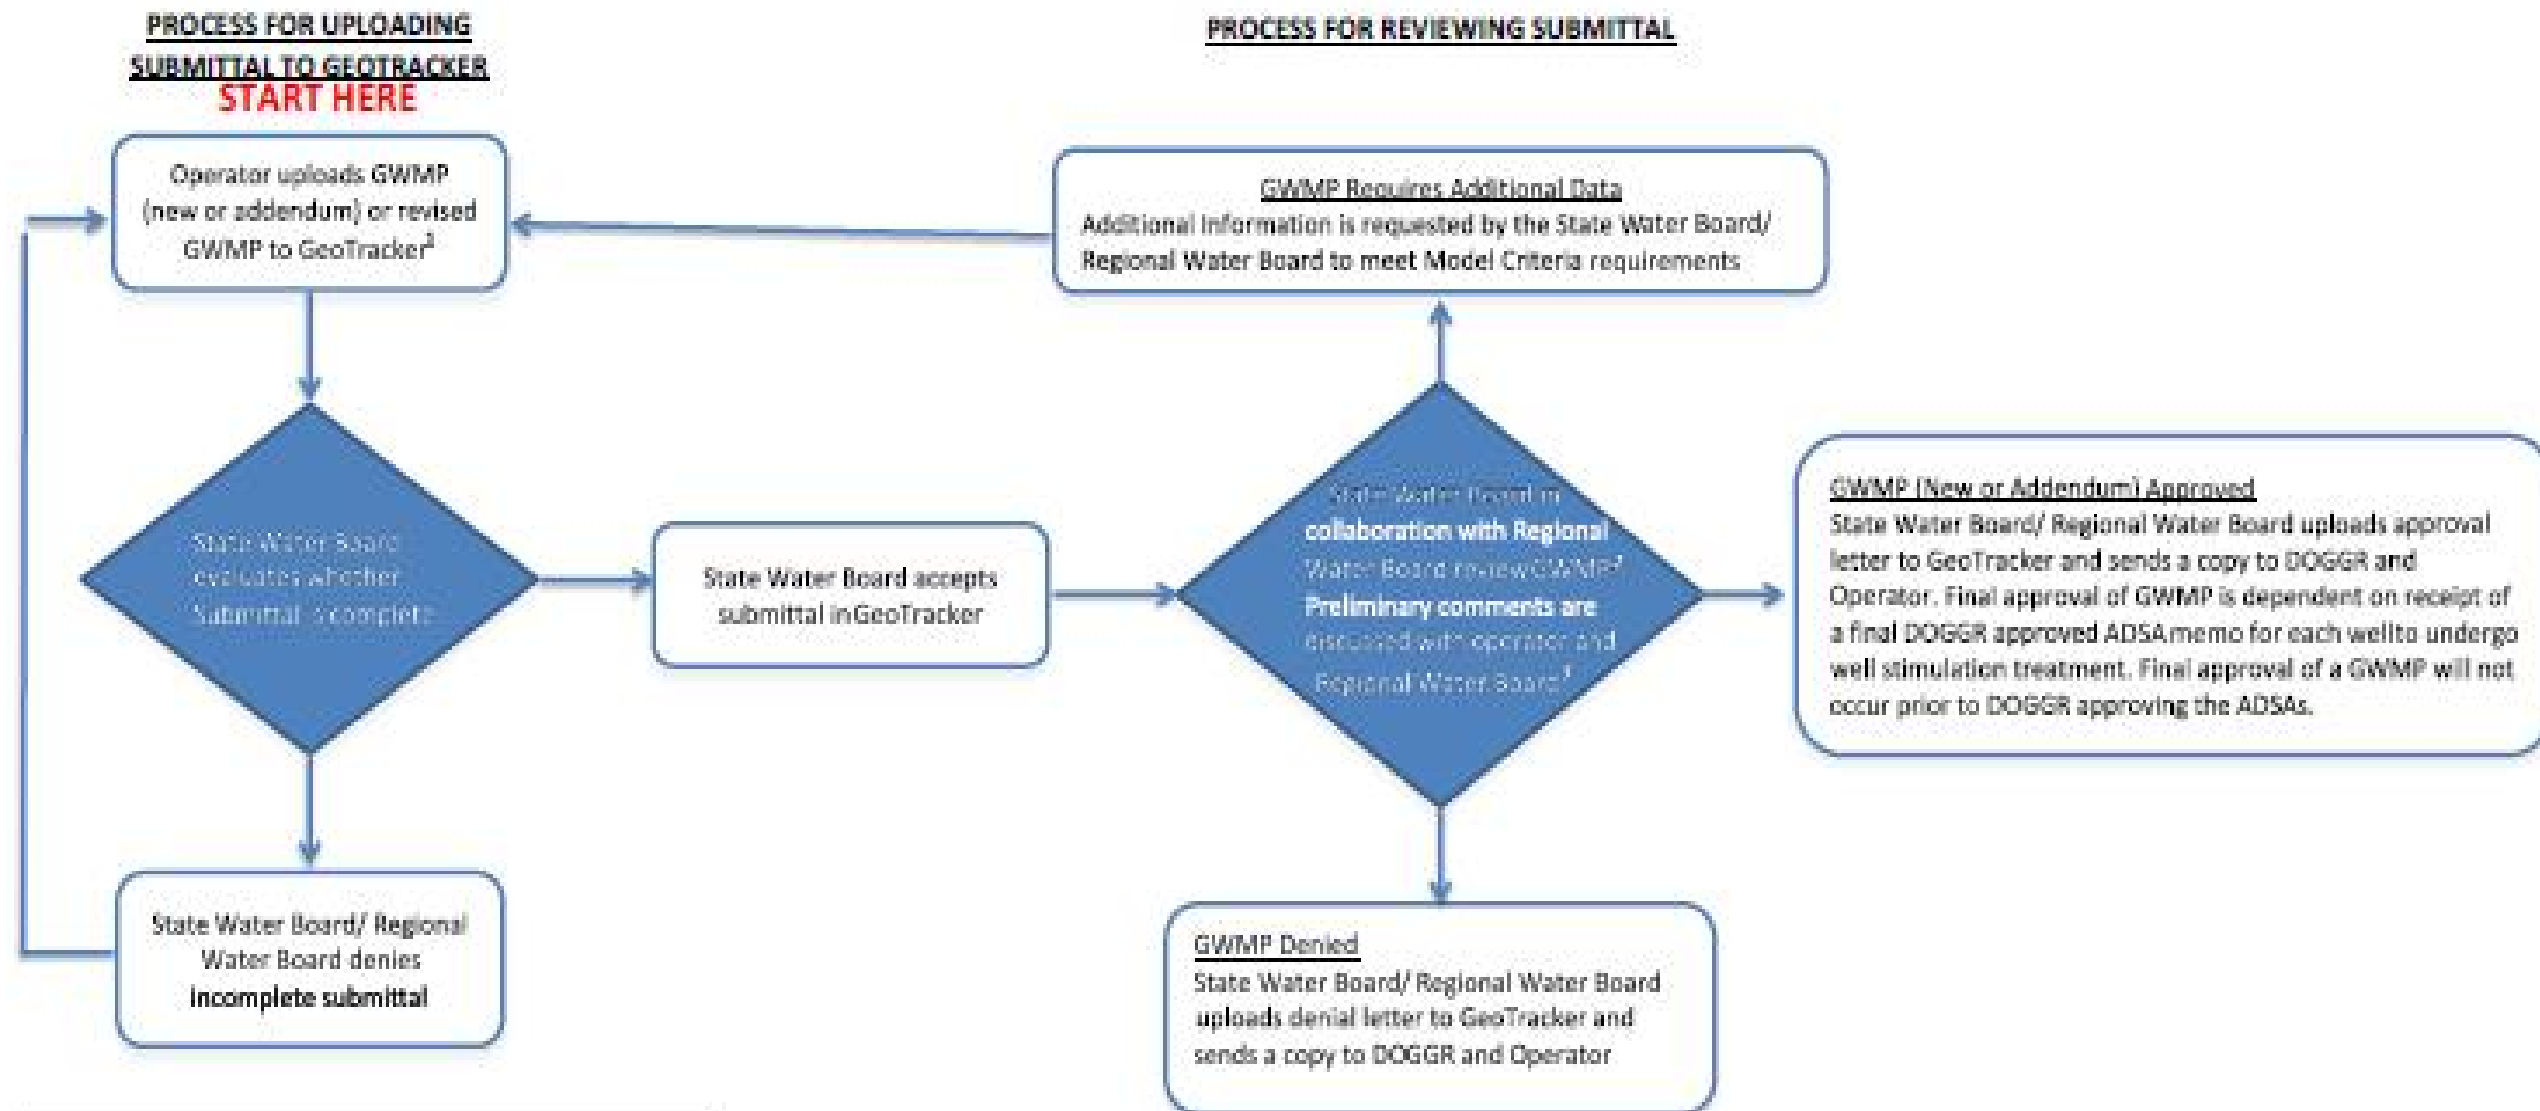 PROCESS FOR UPLOADING
SUBMITTAL TO GEOTRACKER
START HERE
Operator uploads GWMP
(new or addendum) or revised
GWMP to GeoTracker
State Water Board
evaluates whether
Submittal is complete
State Water Board/ Regional
Water Board denies
incomplete submittal
State Water Board accepts
submittal in GeoTracker
PROCESS FOR REVIEWING SUBMITTAL
GWMP Requires Additional Data
Additional Information is requested by the State Water Board/
Regional Water Board to meet Model Criteria requirements
State Water Board in
collaboration with Regional
Water Board review GWMP
Preliminary comments are
discussed with operator and
Regional Water Board
GWMP Denied
State Water Board/ Regional Water Board
uploads denial letter to GeoTracker and
sends a copy to DOGGR and Operator
GWMP (New or Addendum) Approved
State Water Board/ Regional Water Board uploads approval
letter to GeoTracker and sends a copy to DOGGR and
Operator. Final approval of GWMP is dependent on receipt of
a final DOGGR approved ADSA memo for each well to undergo
well stimulation treatment. Final approval of a GWMP will not
occur prior to DOGGR approving the ADSAs.